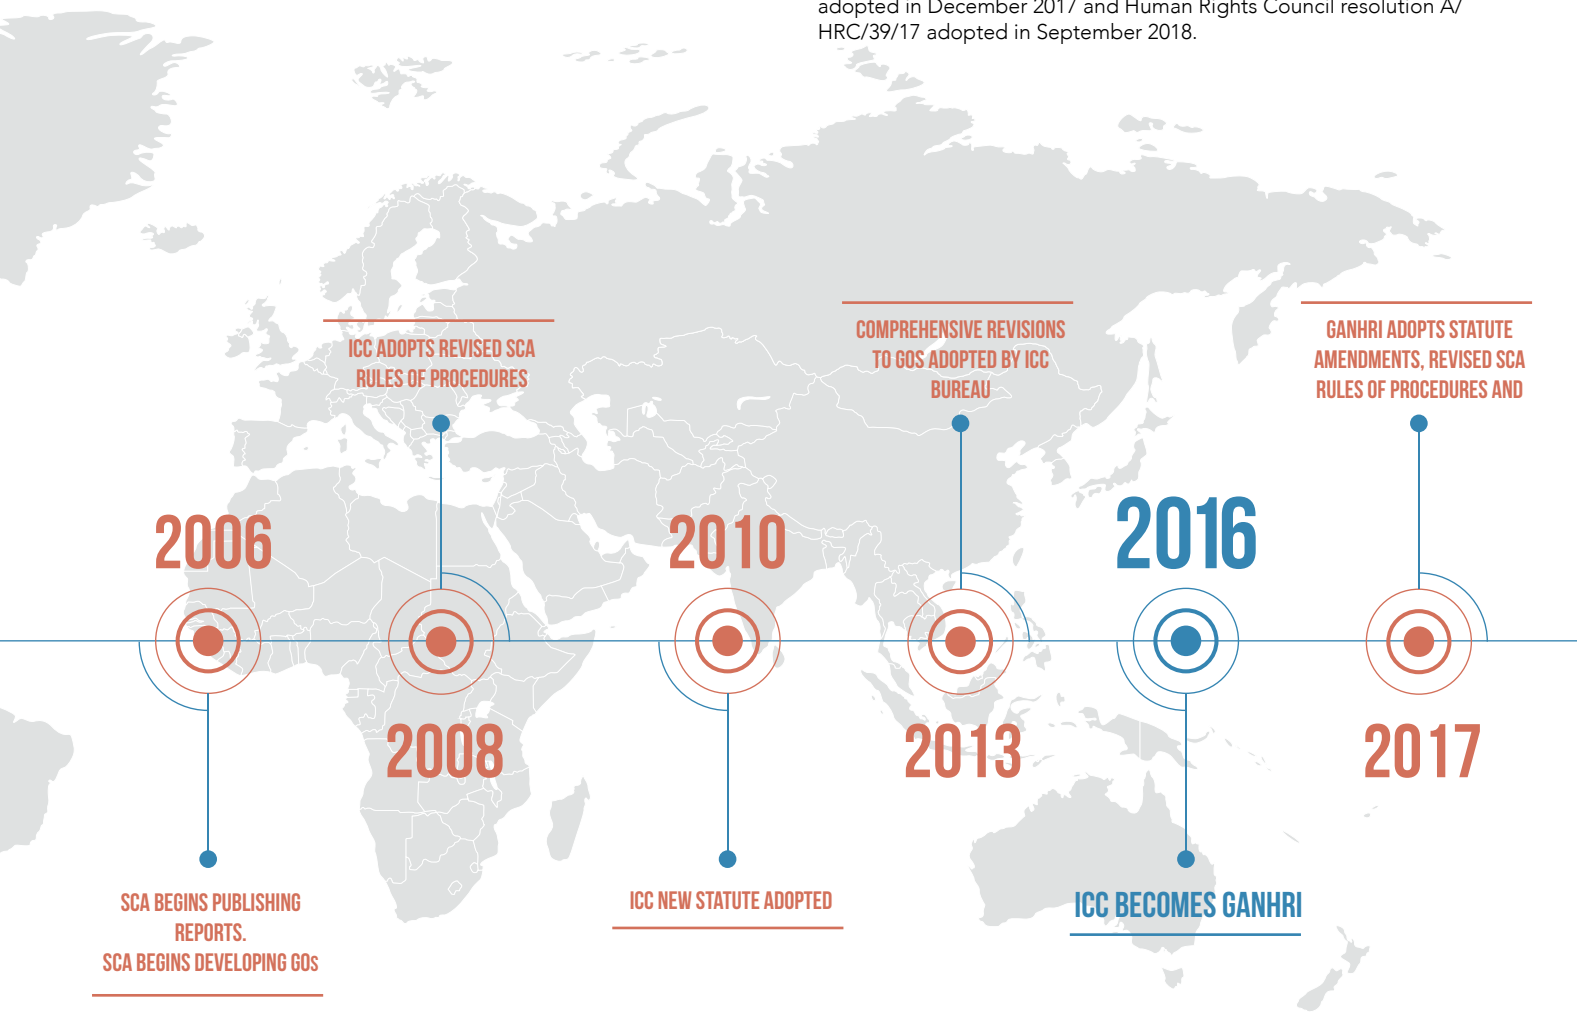 adopted in December 2017 and Human Rights Council resolution A/
HRC/39/17 adopted in September 2018.
2006
SCA BEGINS PUBLISHING
REPORTS.
SCA BEGINS DEVELOPING GOs
ICC ADOPTS REVISED SCA
RULES OF PROCEDURES
2008
2010
ICC NEW STATUTE ADOPTED
COMPREHENSIVE REVISIONS
TO GOS ADOPTED BY ICC
BUREAU
2013
2016
ICC BECOMES GANHRI
GANHRI ADOPTS STATUTE
AMENDMENTS, REVISED SCA
RULES OF PROCEDURES AND
2017